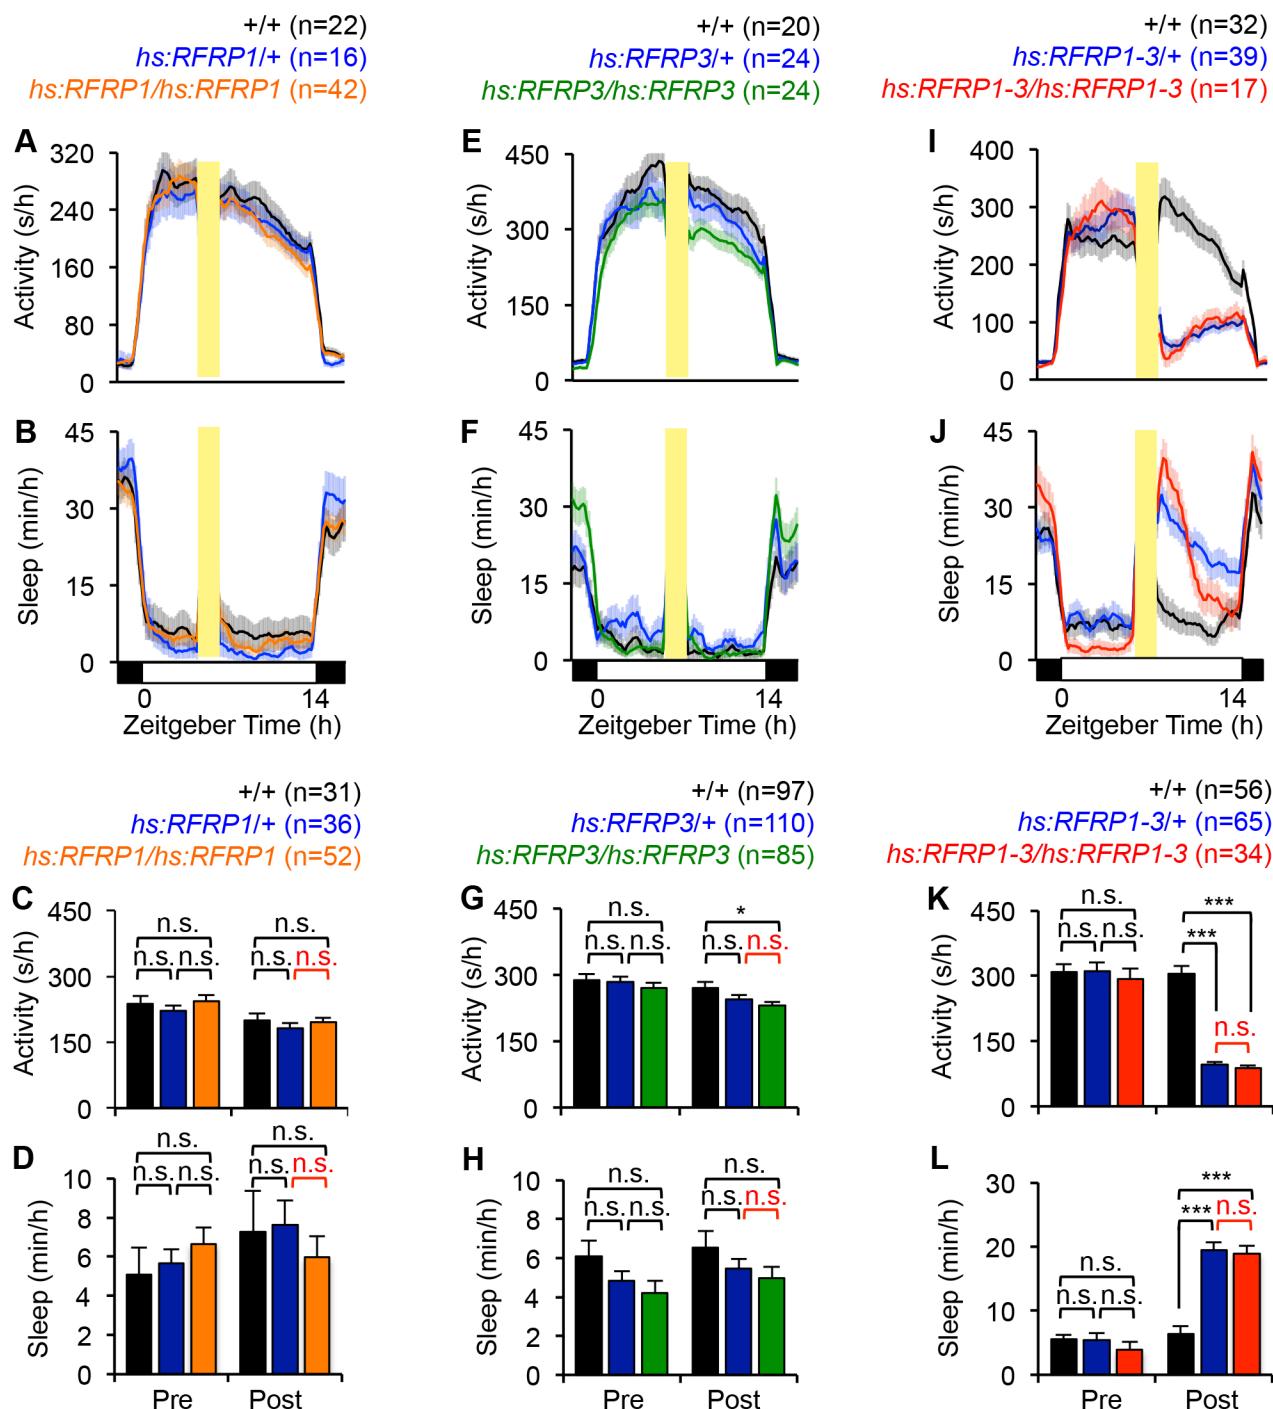 +/+ (n=22)
hs:RFRP1/+ (n=16)
hs:RFRP1/hs:RFRP1 (n=42)
+/+ (n=20)
hs:RFRP3/+ (n=24)
hs:RFRP3/hs:RFRP3 (n=24)
+/+ (n=32)
hs:RFRP1-3/+ (n=39)
hs:RFRP1-3/hs:RFRP1-3 (n=17)
A
Activity (s/h)
320
240
160
80
0
E
Activity (s/h)
450
300
150
0
I
Activity (s/h)
400
300
200
100
0
B
Sleep (min/h)
45
30
15
0
0 14
Zeitgeber Time (h)
F
Sleep (min/h)
45
30
15
0
0 14
Zeitgeber Time (h)
J
Sleep (min/h)
45
30
15
0
0 14
Zeitgeber Time (h)
+/+ (n=31)
hs:RFRP1/+ (n=36)
hs:RFRP1/hs:RFRP1 (n=52)
+/+ (n=97)
hs:RFRP3/+ (n=110)
hs:RFRP3/hs:RFRP3 (n=85)
+/+ (n=56)
hs:RFRP1-3/+ (n=65)
hs:RFRP1-3/hs:RFRP1-3 (n=34)
C
Activity (s/h)
450
300
150
0
n.s. n.s.
n.s. n.s. n.s. n.s.
G
Activity (s/h)
450
300
150
0
n.s. *
n.s. n.s. n.s. n.s.
K
Activity (s/h)
450
300
150
0
n.s. ***
n.s. n.s. ***
n.s.
D
Sleep (min/h)
10
8
6
4
2
0
n.s. n.s.
n.s. n.s. n.s. n.s.
Pre Post
H
Sleep (min/h)
10
8
6
4
2
0
n.s. n.s.
n.s. n.s. n.s. n.s.
Pre Post
L
Sleep (min/h)
30
20
10
0
n.s. ***
n.s. n.s. *** n.s.
Pre Post